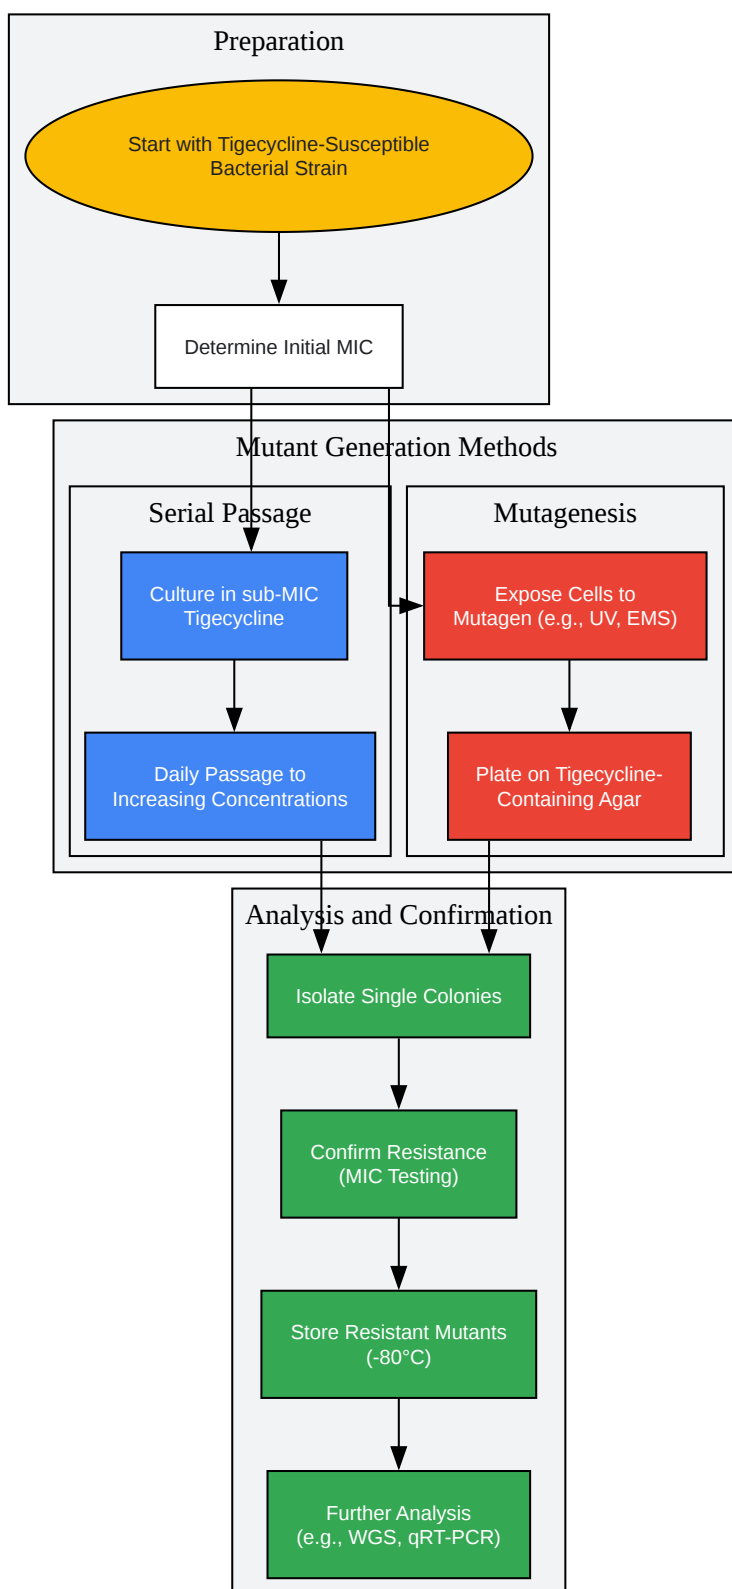 Preparation
Start with Tigecycline-Susceptible
Bacterial Strain
Determine Initial MIC
Mutant Generation Methods
Serial Passage
Culture in sub-MIC
Tigecycline
Daily Passage to
Increasing Concentrations
Mutagenesis
Expose Cells to
Mutagen (e.g., UV, EMS)
Plate on Tigecycline-
Containing Agar
Analysis and Confirmation
Isolate Single Colonies
Confirm Resistance
(MIC Testing)
Store Resistant Mutants
(-80°C)
Further Analysis
(e.g., WGS, qRT-PCR)